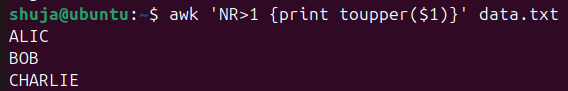 shuja@ubuntu:~$ awk 'NR>1 {print toupper($1)}' data.txt
ALIC
BOB
CHARLIE